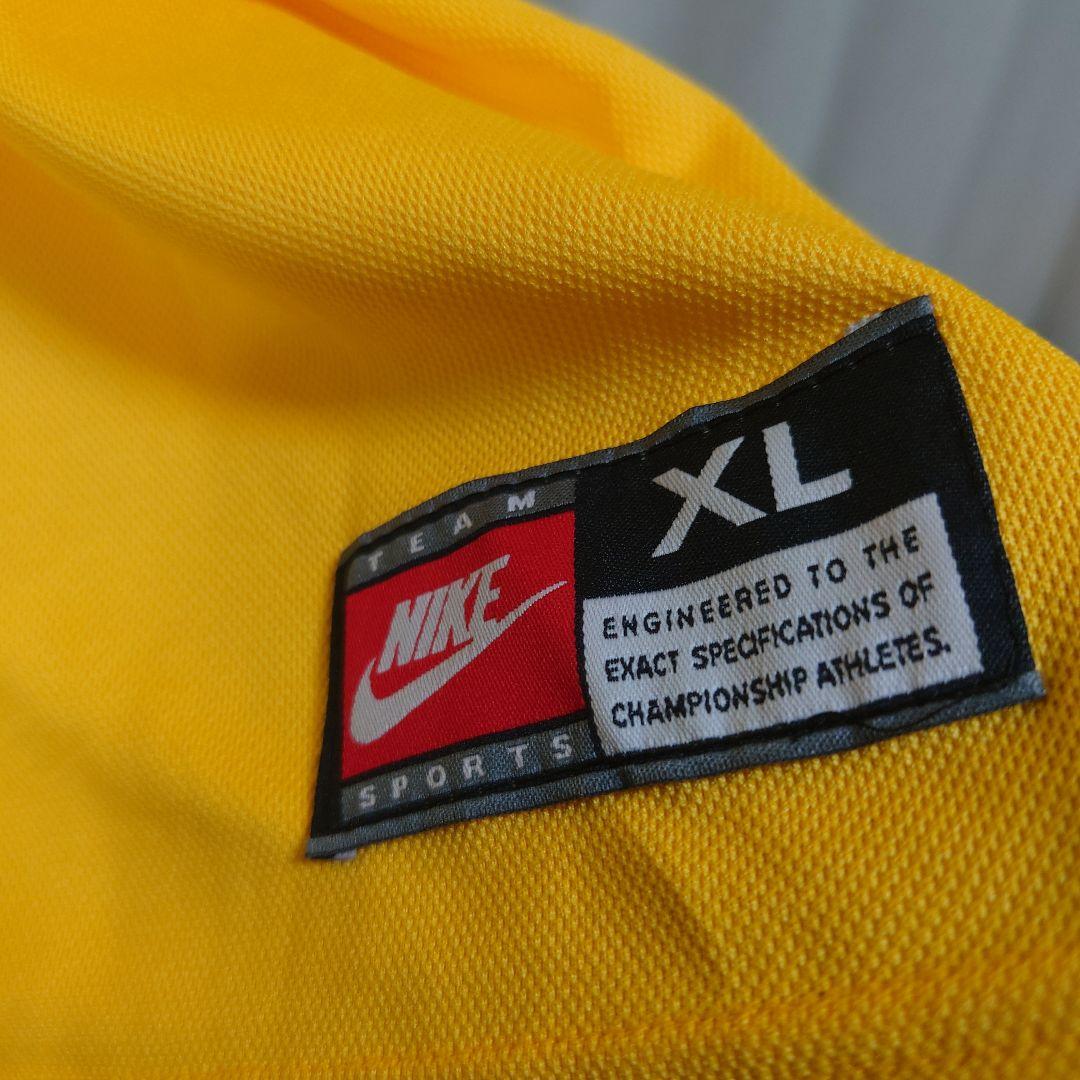 TEAM
NIKE
SPORTS
XL
ENGINEERED TO THE
EXACT SPECIFICATIONS OF
CHAMPIONSHIP ATHLETES.